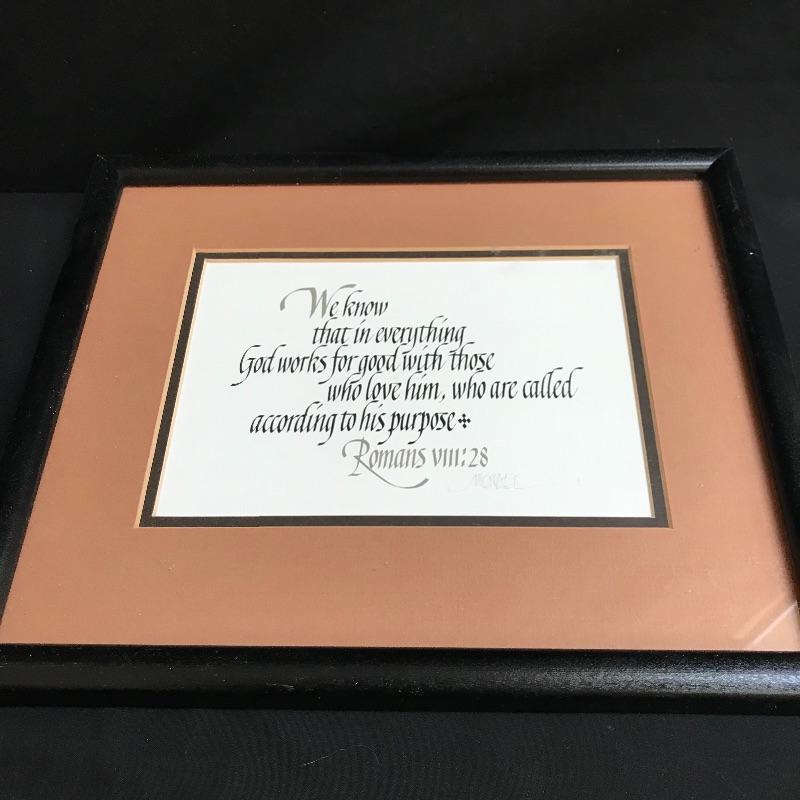 We know
that in everything
God works for good with those
who love him, who are called
according to his purpose✣
Romans VIII:28